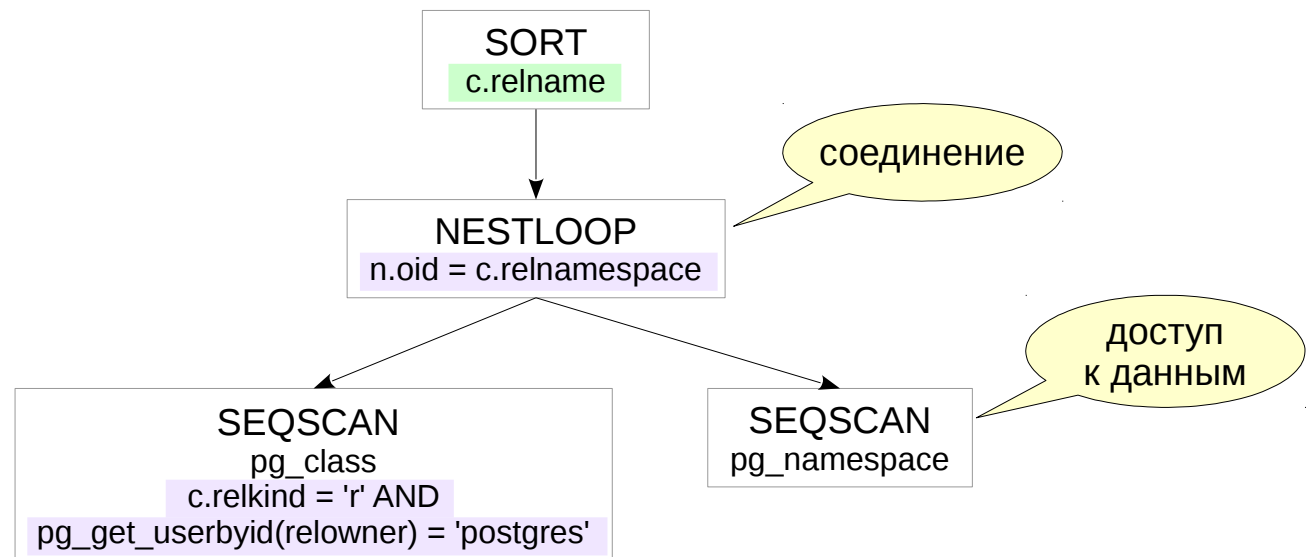 SORT
c.relname
соединение
NESTLOOP
n.oid = c.relnamespace
доступ
к данным
SEQSCAN
pg_class
c.relkind = 'r' AND
pg_get_userbyid(relowner) = 'postgres'
SEQSCAN
pg_namespace